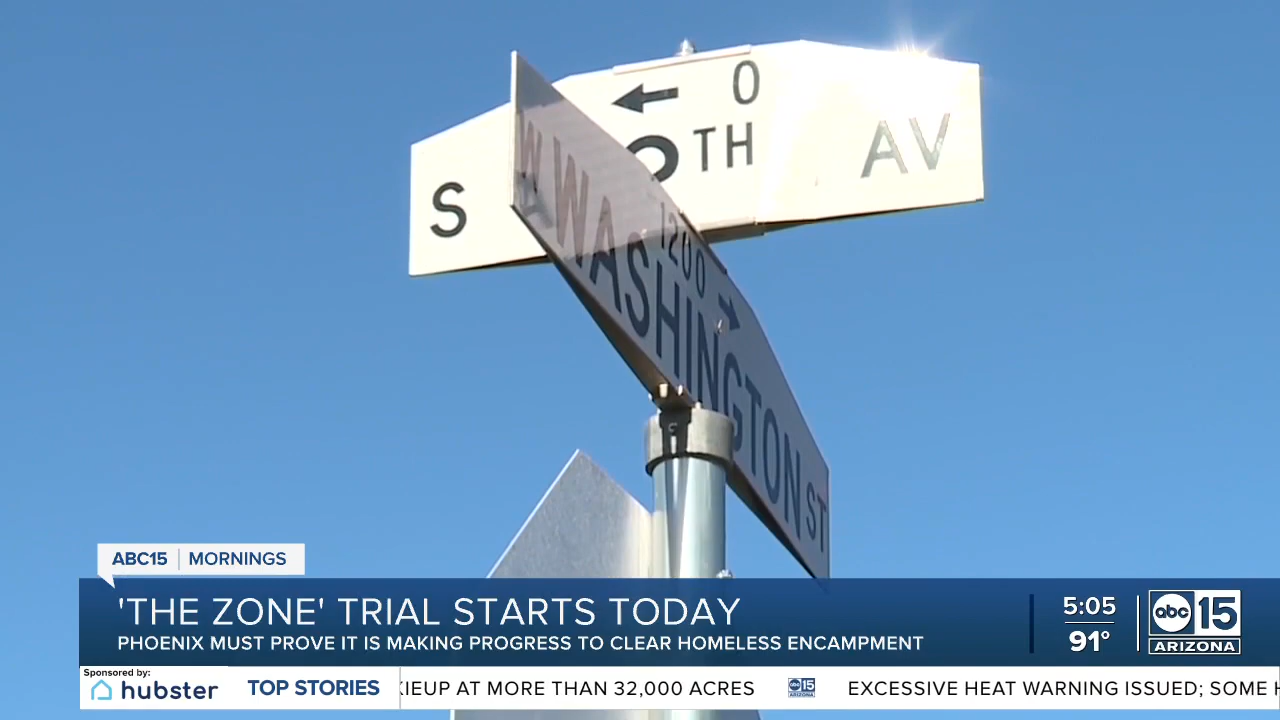 ← 0
S TH AV
1200 →
W WASHINGTON ST
ABC15 | MORNINGS
'THE ZONE' TRIAL STARTS TODAY
PHOENIX MUST PROVE IT IS MAKING PROGRESS TO CLEAR HOMELESS ENCAMPMENT
5:05
91°
abc 15
ARIZONA
Sponsored by:
hubster
TOP STORIES
KIEUP AT MORE THAN 32,000 ACRES
EXCESSIVE HEAT WARNING ISSUED; SOME